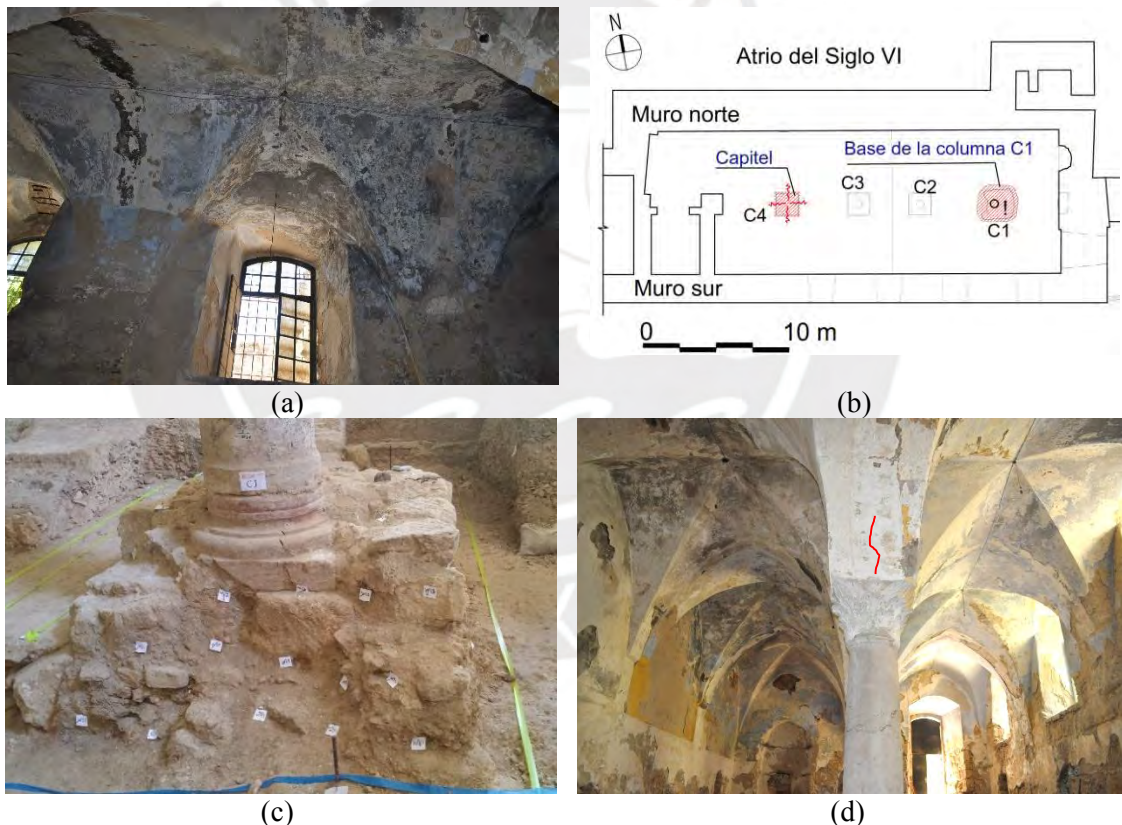 N
Atrio del Siglo VI
Muro norte
Capitel
Base de la columna C1
C3
C2
C4
C1
!
Muro sur
0 10 m
(a)
(b)
C1
(c)
(d)